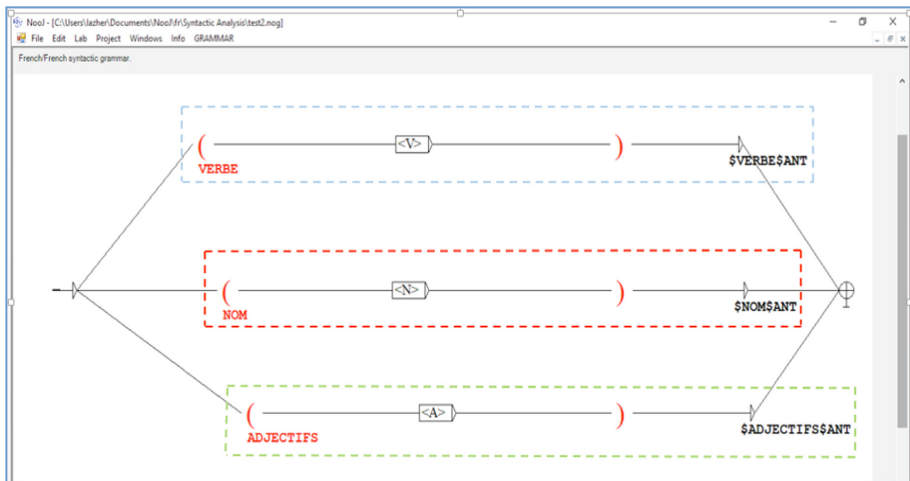 NooJ - [C:\Users\lazher\Documents\NooJ\fr\Syntactic Analysis\test2.nog]
File Edit Lab Project Windows Info GRAMMAR
French/French syntactic grammar.
( <V> )
VERBE $VERBE$ANT
( <N> )
NOM $NOM$ANT
( <A> )
ADJECTIFS $ADJECTIFS$ANT